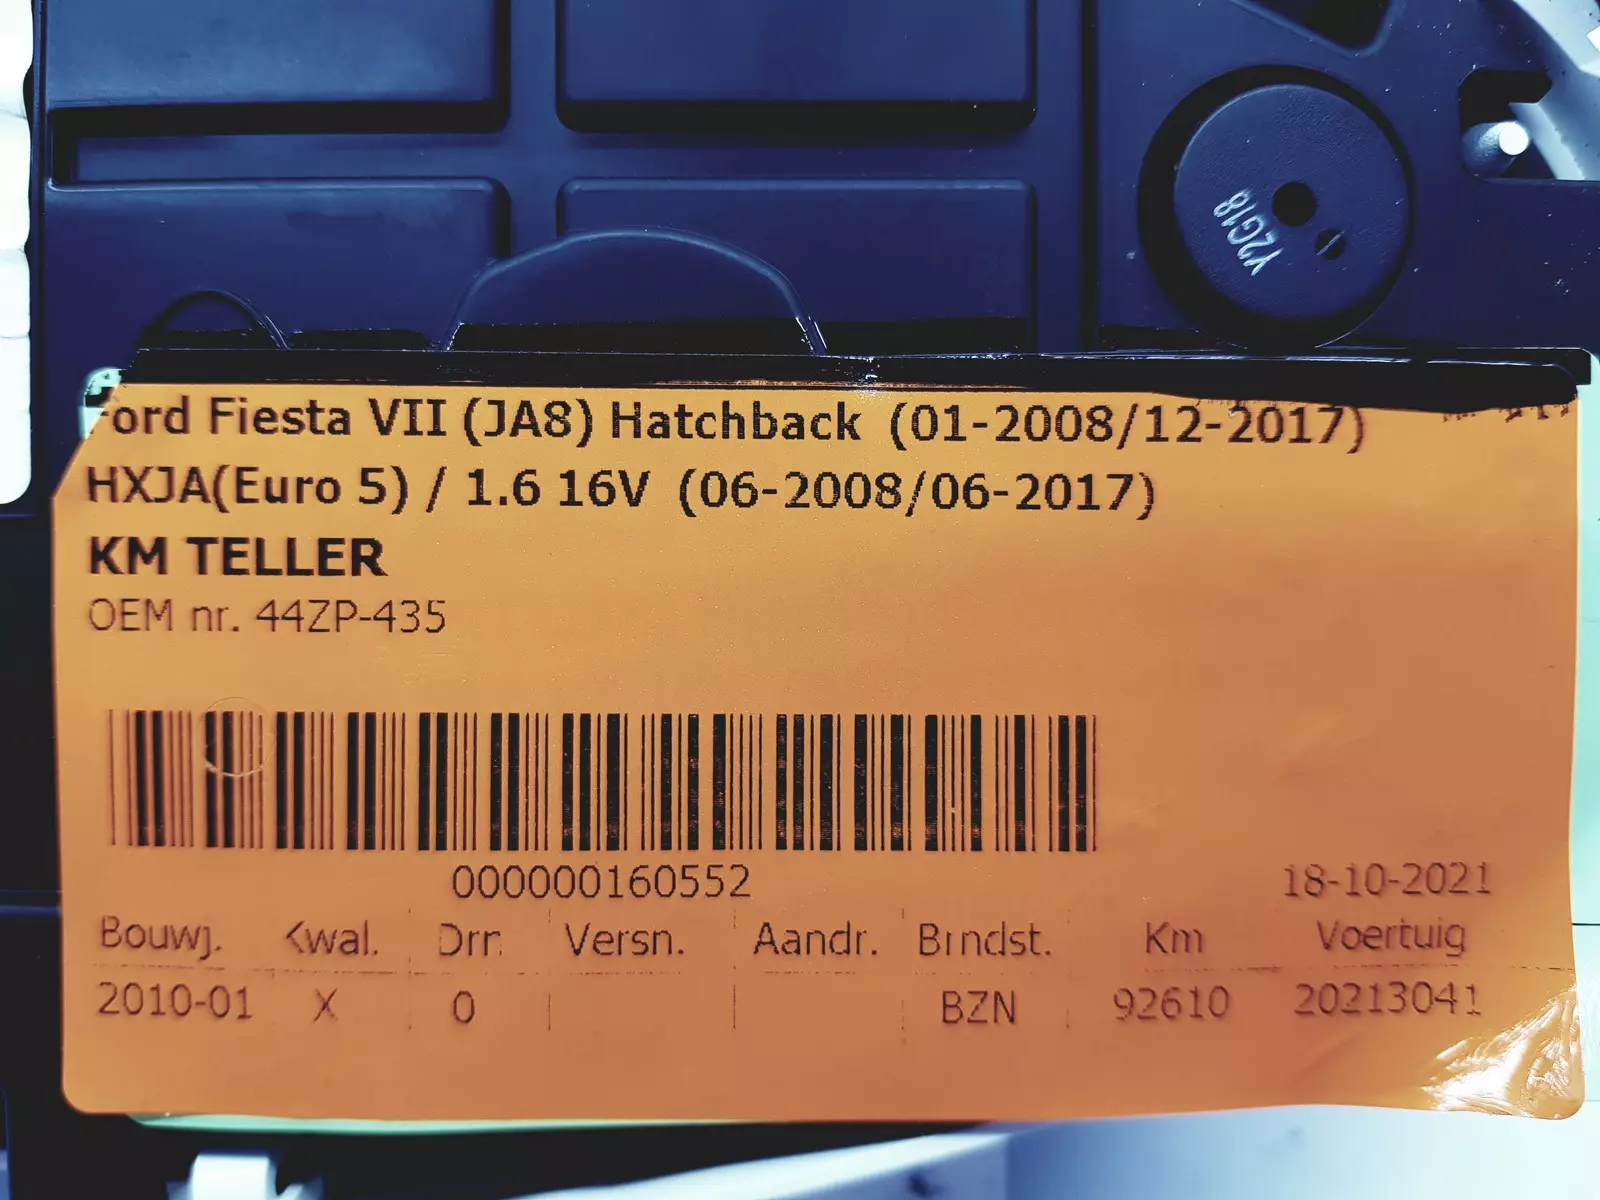 Y2G18
Ford Fiesta VII (JA8) Hatchback (01-2008/12-2017)
HXJA(Euro 5) / 1.6 16V (06-2008/06-2017)
KM TELLER
OEM nr. 44ZP-435
000000160552
18-10-2021
Bouwj. Kwal. Drn Versn. Aandr. Brndst. Km Voertuig
2010-01 X 0 BZN 92610 20213041